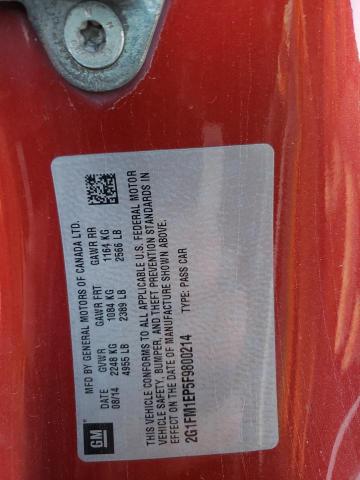 GM
MFD BY GENERAL MOTORS OF CANADA LTD.
08/14 GVWR GAWR FRT GAWR RR
2248 KG 1084 KG 1164 KG
4955 LB 2389 LB 2566 LB
THIS VEHICLE CONFORMS TO ALL APPLICABLE U.S. FEDERAL MOTOR
VEHICLE SAFETY, BUMPER, AND THEFT PREVENTION STANDARDS IN
EFFECT ON THE DATE OF MANUFACTURE SHOWN ABOVE.
2G1FM1EP5F9800214 TYPE: PASS CAR